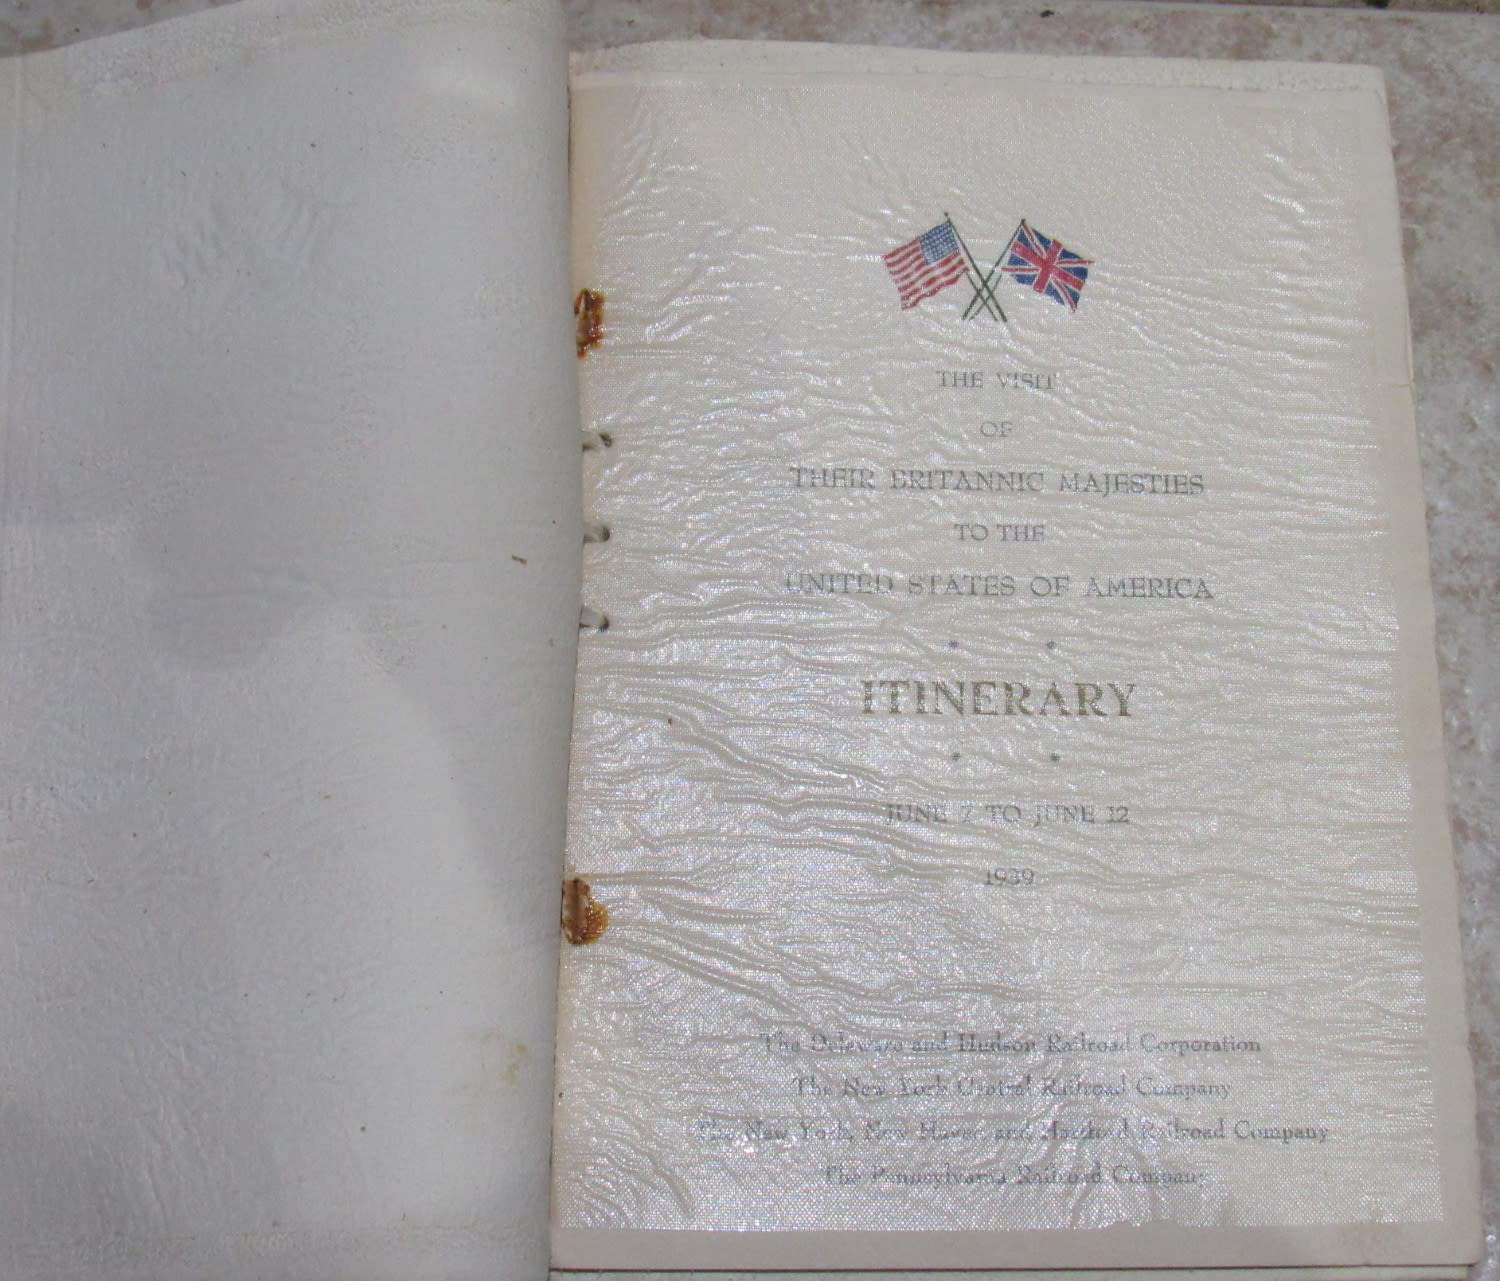 THE VISIT
OF
THEIR BRITANNIC MAJESTIES
TO THE
UNITED STATES OF AMERICA
* *
ITINERARY
* *
JUNE 7 TO JUNE 12
1939
The Delaware and Hudson Railroad Corporation
The New York Central Railroad Company
The New York, New Haven and Hartford Railroad Company
The Pennsylvania Railroad Company